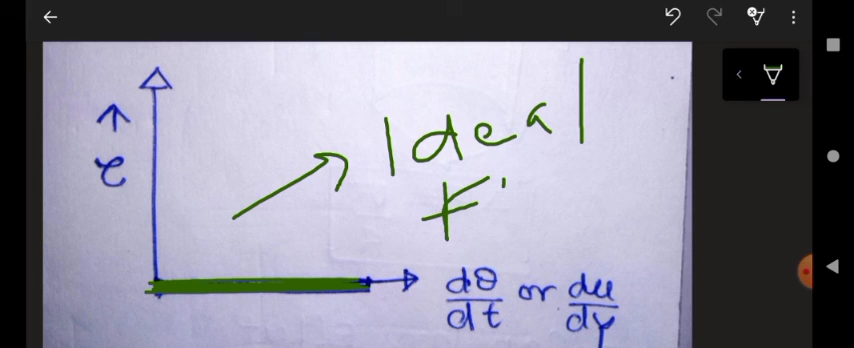 Ideal
F
τ
dθ/dt or du/dy